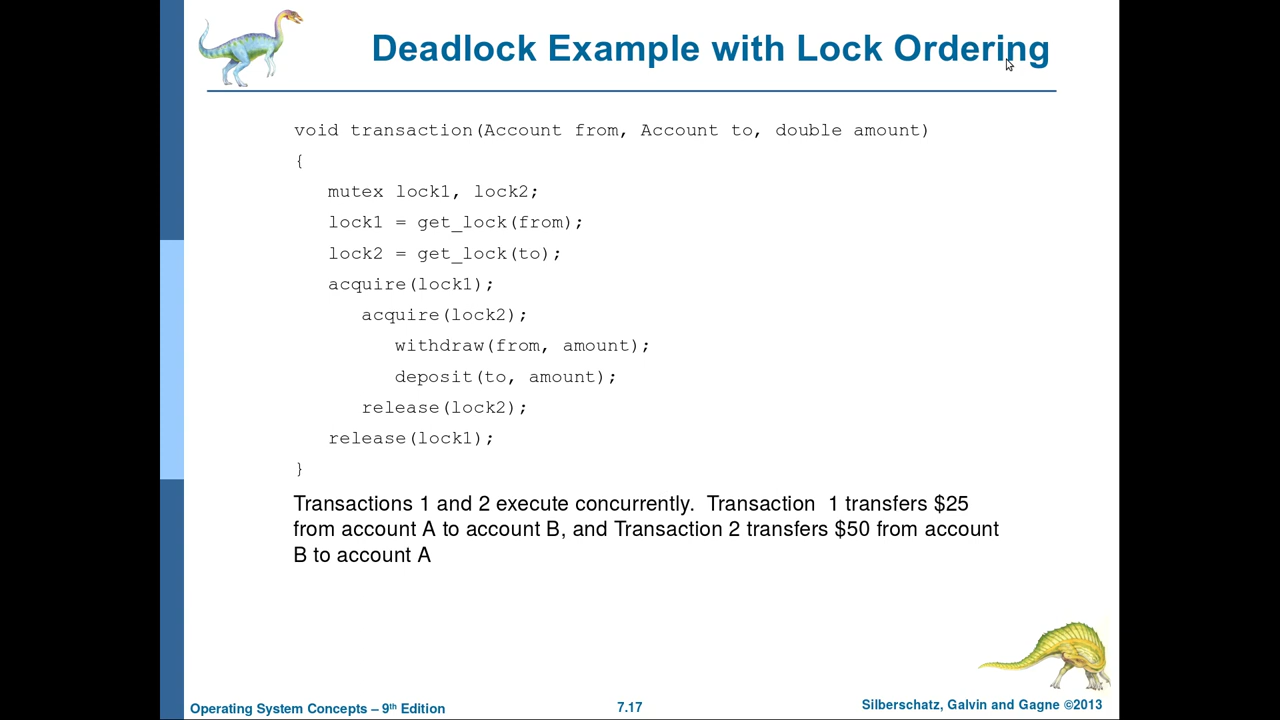 Deadlock Example with Lock Ordering
void transaction(Account from, Account to, double amount)
{
mutex lock1, lock2;
lock1 = get_lock(from);
lock2 = get_lock(to);
acquire(lock1);
acquire(lock2);
withdraw(from, amount);
deposit(to, amount);
release(lock2);
release(lock1);
}
Transactions 1 and 2 execute concurrently.  Transaction  1 transfers $25
from account A to account B, and Transaction 2 transfers $50 from account
B to account A
Operating System Concepts – 9th Edition
7.17
Silberschatz, Galvin and Gagne ©2013